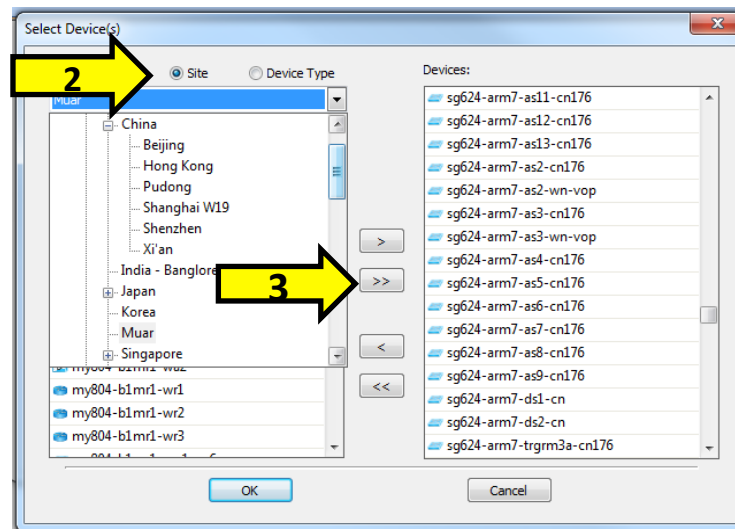 Select Device(s)
2
Site
Device Type
Devices:
Muar
China
Beijing
Hong Kong
Pudong
Shanghai W19
Shenzhen
Xi'an
India - Banglore
Japan
Korea
Muar
Singapore
my804-b1mr1-wr1
my804-b1mr1-wr2
my804-b1mr1-wr3
>
3
>>
<
<<
sg624-arm7-as11-cn176
sg624-arm7-as12-cn176
sg624-arm7-as13-cn176
sg624-arm7-as2-cn176
sg624-arm7-as2-wn-vop
sg624-arm7-as3-cn176
sg624-arm7-as3-wn-vop
sg624-arm7-as4-cn176
sg624-arm7-as5-cn176
sg624-arm7-as6-cn176
sg624-arm7-as7-cn176
sg624-arm7-as8-cn176
sg624-arm7-as9-cn176
sg624-arm7-ds1-cn
sg624-arm7-ds2-cn
sg624-arm7-trgrm3a-cn176
OK
Cancel